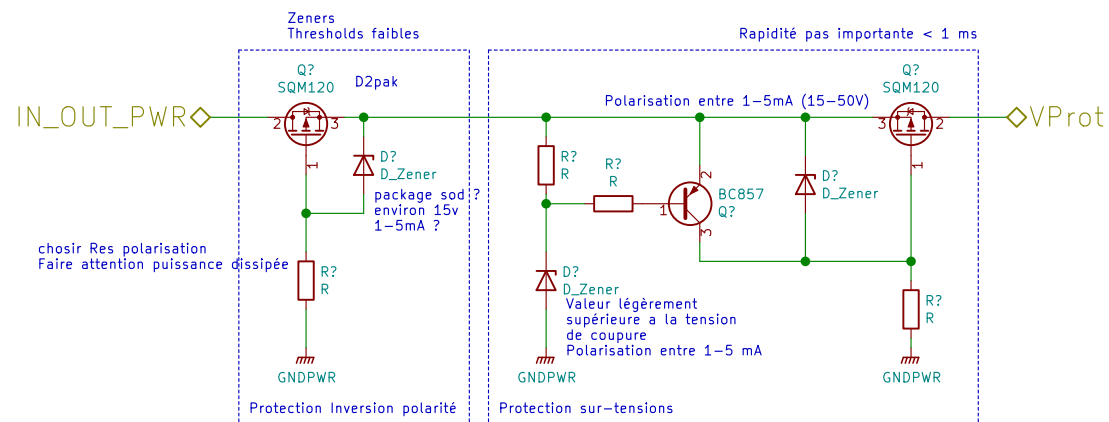 Zeners
Thresholds faibles
Rapidité pas importante < 1 ms
Q?
SQM120
D2pak
Q?
SQM120
Polarisation entre 1-5mA (15-50V)
IN_OUT_PWR
2
3
1
3
2
1
VProt
D?
D_Zener
package sod ?
environ 15v
1-5mA ?
R?
R
R?
R
2
1
3
BC857
Q?
D?
D_Zener
chosir Res polarisation
Faire attention puissance dissipée
R?
R
D?
D_Zener
Valeur légèrement
supérieure a la tension
de coupure
Polarisation entre 1-5 mA
R?
R
GNDPWR
GNDPWR
GNDPWR
Protection Inversion polarité
Protection sur-tensions